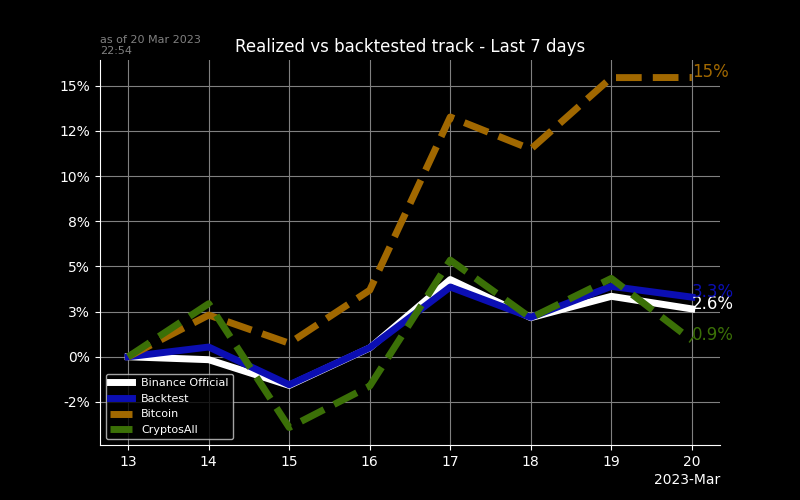 as of 20 Mar 2023
22:54
Realized vs backtested track - Last 7 days
15%
15%
12%
10%
8%
5%
3%
0%
-2%
3.3%
2.6%
0.9%
Binance Official
Backtest
Bitcoin
CryptosAll
13 14 15 16 17 18 19 20
2023-Mar